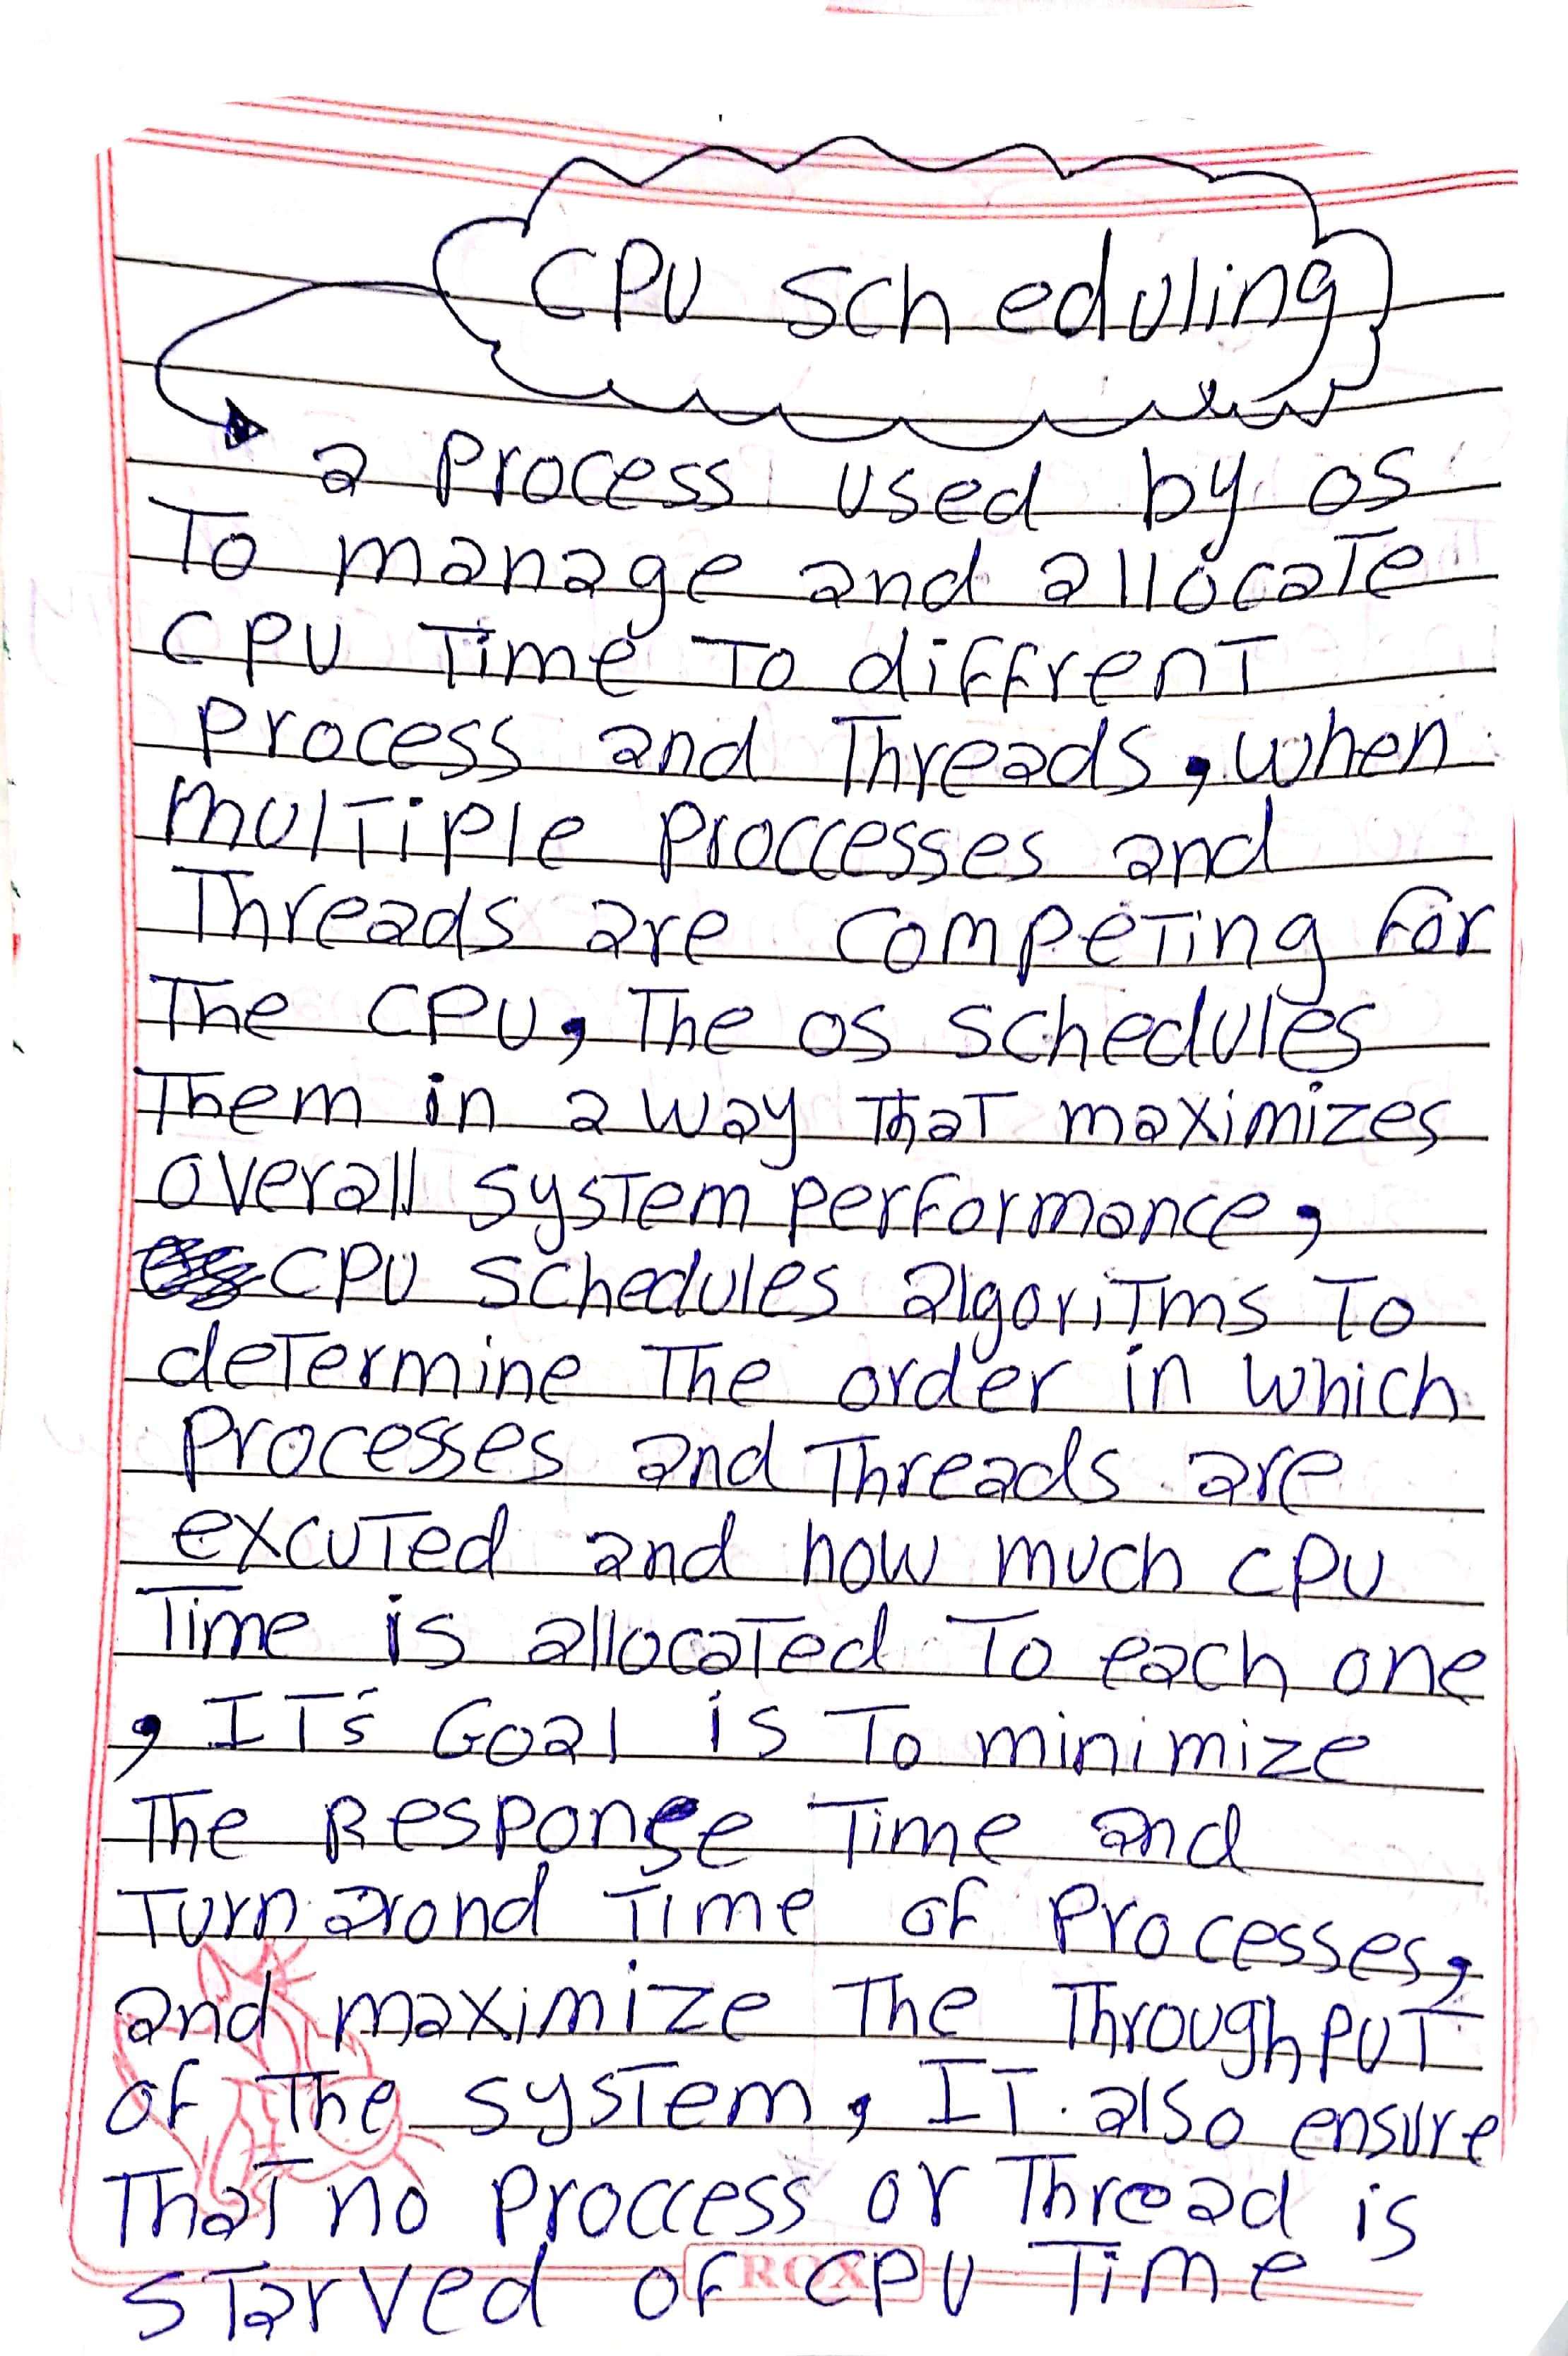 CPU Scheduling
a Process used by os
To manage and allocate
CPU Time To diffrent
Process and Threads, when
multiple proccesses and
Threads are competing for
The CPU, The os schedules
Them in a way that maximizes
overall system performance,
CPU schedules algoritms To
determine The order in which
Processes and Threads are
excuted and how much CPU
Time is allocated To each one
, IT's Goal is To minimize
The Response Time and
Turn arond Time of Processes,
and maximize The ThroughPUT
of The system, IT also ensure
That no proccess or Thread is
starved of CPU Time
ROX